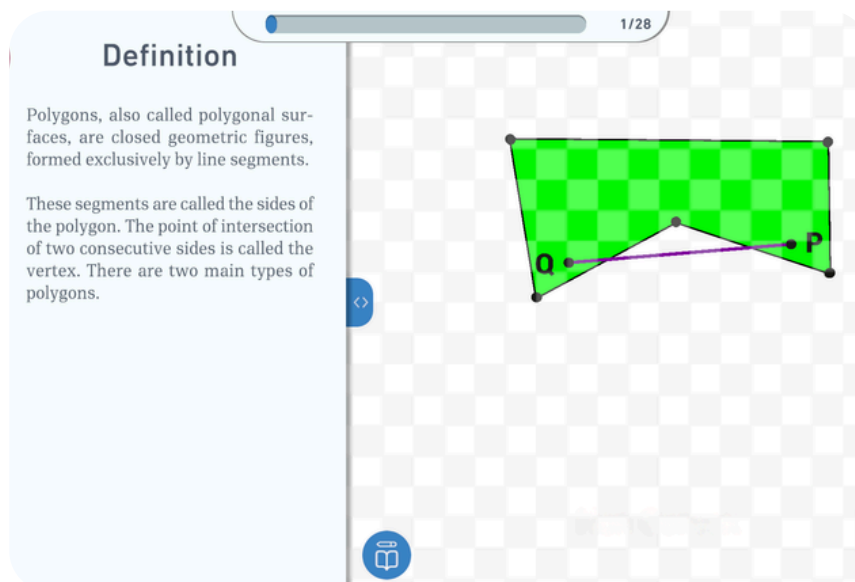 1/28
Definition
Polygons, also called polygonal sur-
faces, are closed geometric figures,
formed exclusively by line segments.
These segments are called the sides of
the polygon. The point of intersection
of two consecutive sides is called the
vertex. There are two main types of
polygons.
Q
P